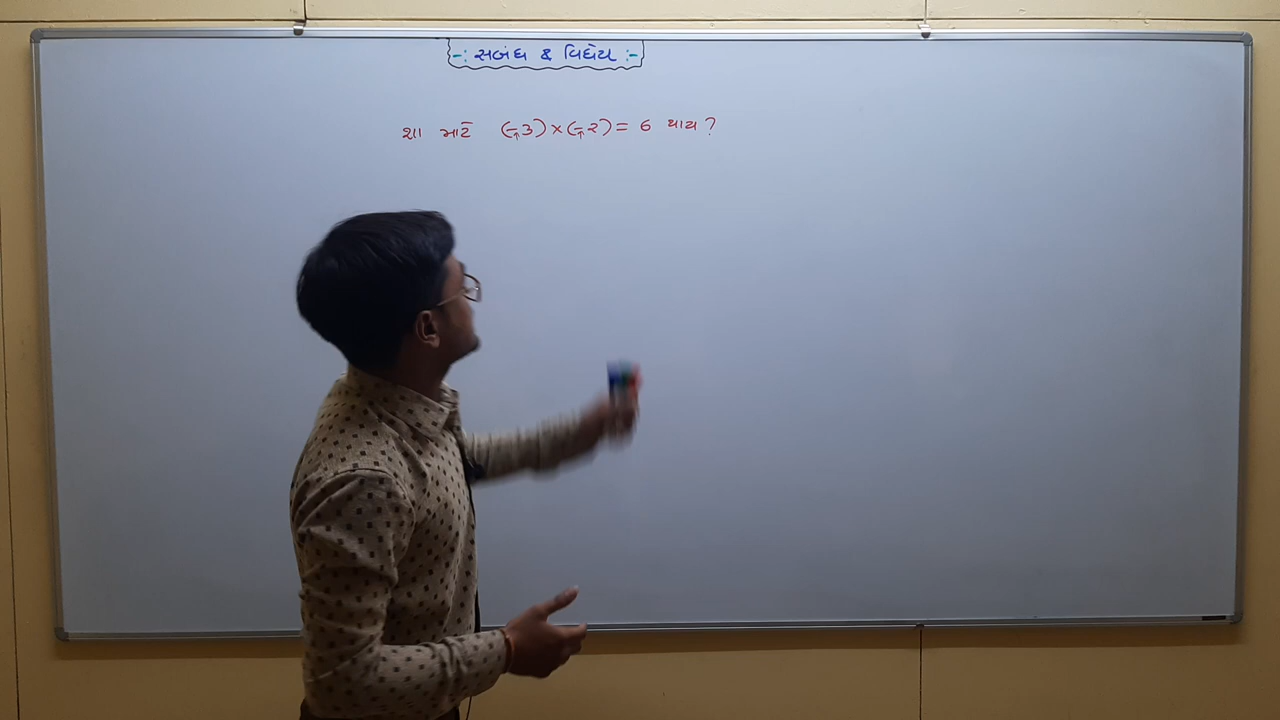 -: સબંધ & વિધેય :-
શા માટે (-3)×(-2) = 6 થાય ?